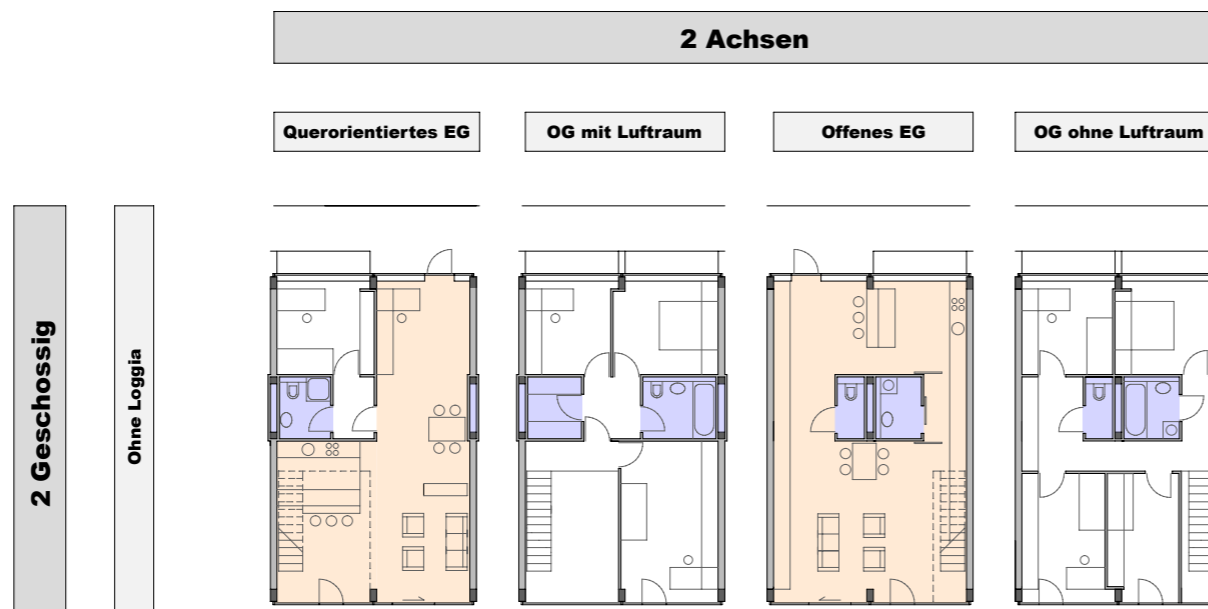 2 Achsen
Querorientiertes EG
OG mit Luftraum
Offenes EG
OG ohne Luftraum
2 Geschossig
Ohne Loggia